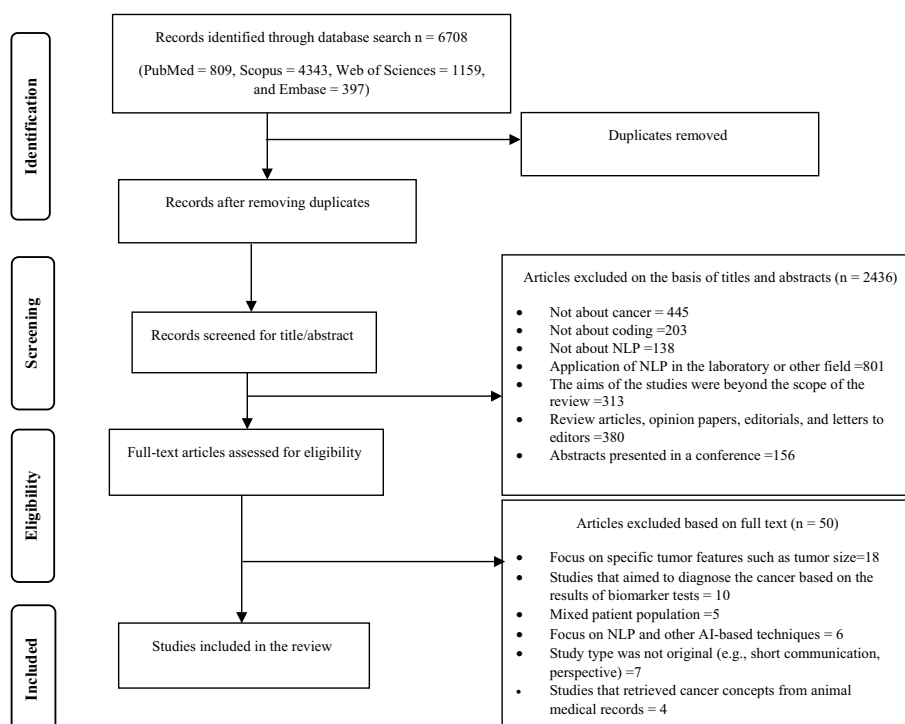 Records identified through database search n = 6708
(PubMed = 809, Scopus = 4343, Web of Sciences = 1159,
and Embase = 397)
Identification
Duplicates removed
Records after removing duplicates
Screening
Records screened for title/abstract
Articles excluded on the basis of titles and abstracts (n = 2436)
• Not about cancer = 445
• Not about coding =203
• Not about NLP =138
• Application of NLP in the laboratory or other field =801
• The aims of the studies were beyond the scope of the
review =313
• Review articles, opinion papers, editorials, and letters to
editors =380
• Abstracts presented in a conference =156
Eligibility
Full-text articles assessed for eligibility
Articles excluded based on full text (n = 50)
• Focus on specific tumor features such as tumor size=18
• Studies that aimed to diagnose the cancer based on the
results of biomarker tests = 10
• Mixed patient population =5
• Focus on NLP and other AI-based techniques = 6
• Study type was not original (e.g., short communication,
perspective) =7
• Studies that retrieved cancer concepts from animal
medical records = 4
Included
Studies included in the review